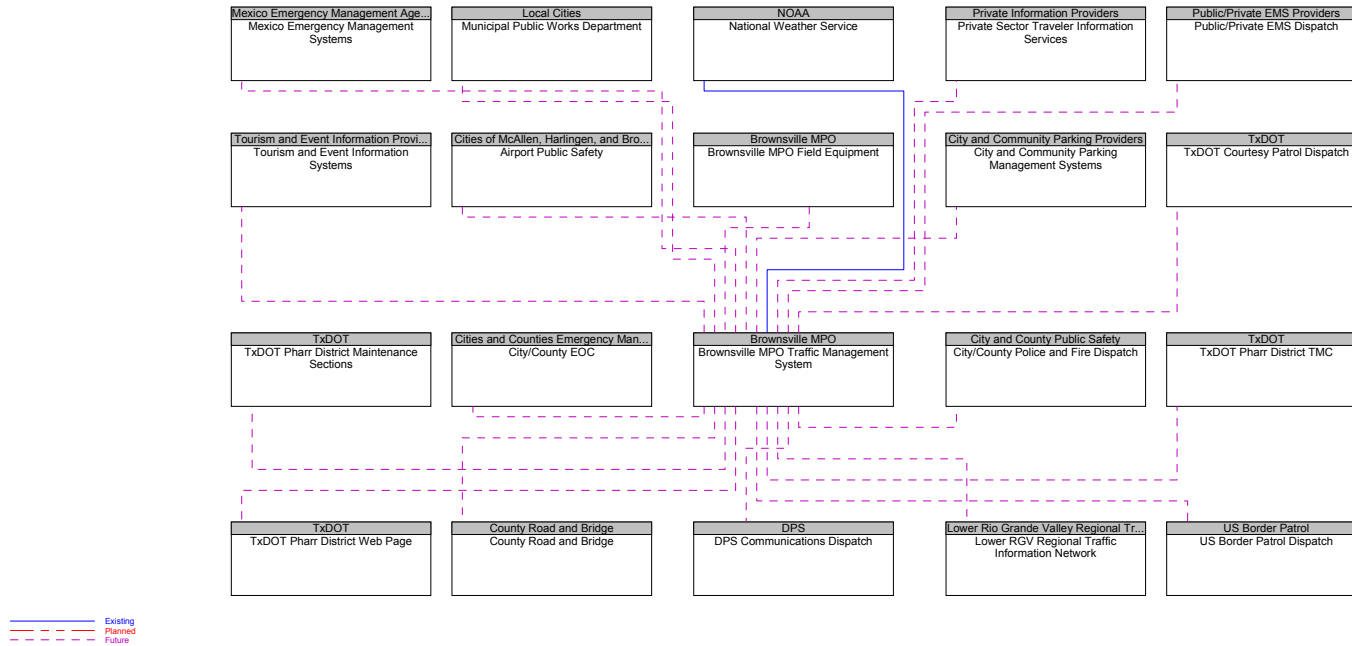 Mexico Emergency Management Age...
Mexico Emergency Management
Systems
Local Cities
Municipal Public Works Department
NOAA
National Weather Service
Private Information Providers
Private Sector Traveler Information
Services
Public/Private EMS Providers
Public/Private EMS Dispatch
Tourism and Event Information Provi...
Tourism and Event Information
Systems
Cities of McAllen, Harlingen, and Bro...
Airport Public Safety
Brownsville MPO
Brownsville MPO Field Equipment
City and Community Parking Providers
City and Community Parking
Management Systems
TxDOT
TxDOT Courtesy Patrol Dispatch
TxDOT
TxDOT Pharr District Maintenance
Sections
Cities and Counties Emergency Man...
City/County EOC
Brownsville MPO
Brownsville MPO Traffic Management
System
City and County Public Safety
City/County Police and Fire Dispatch
TxDOT
TxDOT Pharr District TMC
TxDOT
TxDOT Pharr District Web Page
County Road and Bridge
County Road and Bridge
DPS
DPS Communications Dispatch
Lower Rio Grande Valley Regional Tr...
Lower RGV Regional Traffic
Information Network
US Border Patrol
US Border Patrol Dispatch
Existing
Planned
Future